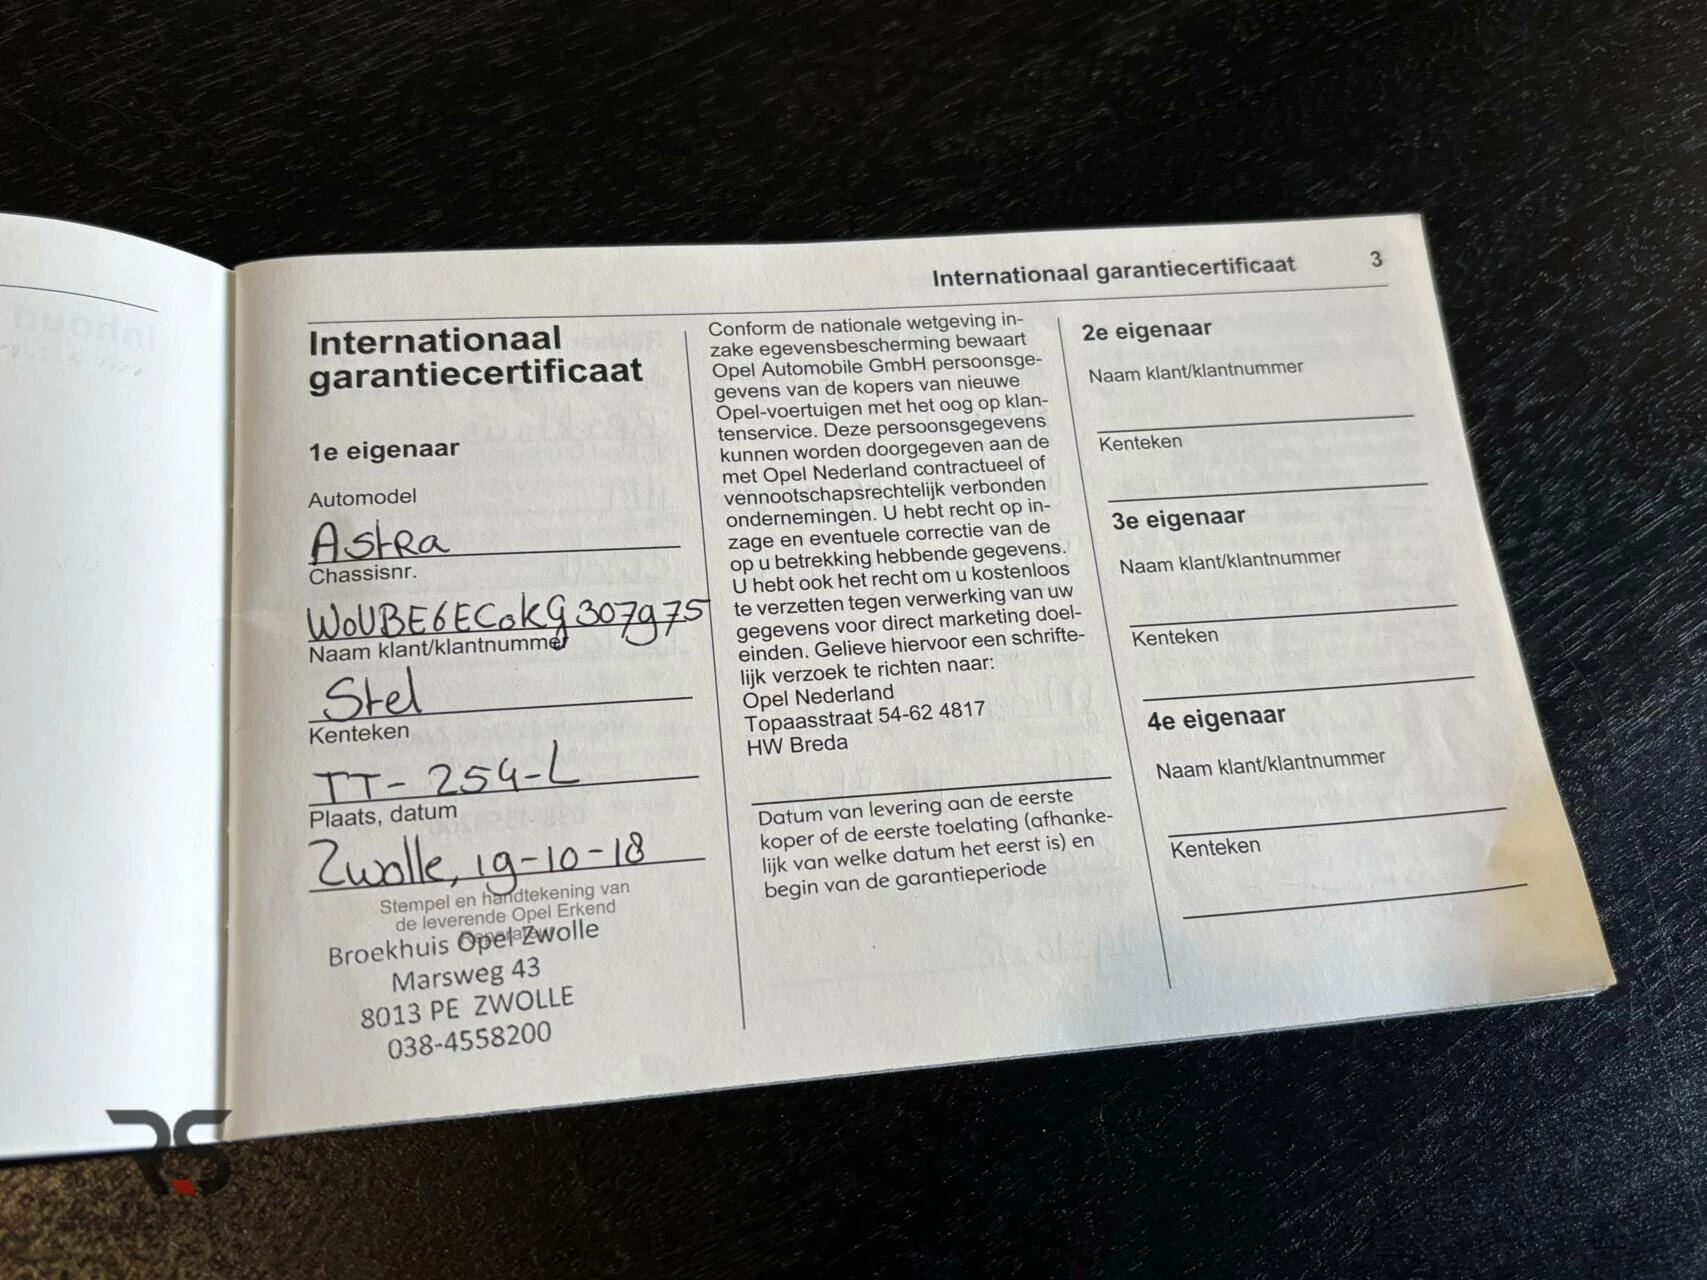 Internationaal garantiecertificaat 3
Internationaal
garantiecertificaat
1e eigenaar
Automodel
Astra
Chassisnr.
W0VBE6EC0KG307975
Naam klant/klantnummer
Stel
Kenteken
TT-254-L
Plaats, datum
Zwolle, 19-10-18
Stempel en handtekening van
de leverende Opel Erkend
Reparateur
Broekhuis Opel Zwolle
Marsweg 43
8013 PE ZWOLLE
038-4558200
Conform de nationale wetgeving in-
zake egevensbescherming bewaart
Opel Automobile GmbH persoonsge-
gevens van de kopers van nieuwe
Opel-voertuigen met het oog op klan-
tenservice. Deze persoonsgegevens
kunnen worden doorgegeven aan de
met Opel Nederland contractueel of
vennootschapsrechtelijk verbonden
ondernemingen. U hebt recht op in-
zage en eventuele correctie van de
op u betrekking hebbende gegevens.
U hebt ook het recht om u kostenloos
te verzetten tegen verwerking van uw
gegevens voor direct marketing doel-
einden. Gelieve hiervoor een schrifte-
lijk verzoek te richten naar:
Opel Nederland
Topaasstraat 54-62 4817
HW Breda
Datum van levering aan de eerste
koper of de eerste toelating (afhanke-
lijk van welke datum het eerst is) en
begin van de garantieperiode
2e eigenaar
Naam klant/klantnummer
Kenteken
3e eigenaar
Naam klant/klantnummer
Kenteken
4e eigenaar
Naam klant/klantnummer
Kenteken
RS